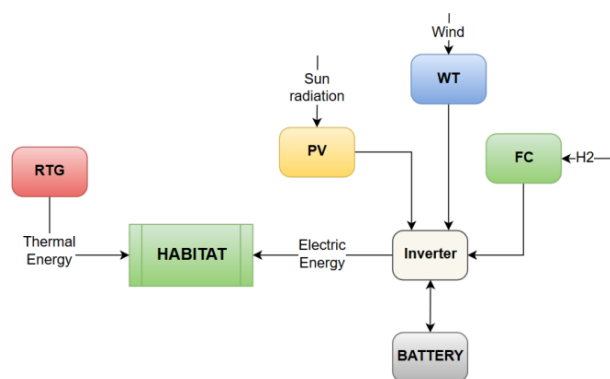 Wind
WT
Sun
radiation
PV
FC
H2
RTG
Thermal
Energy
HABITAT
Electric
Energy
Inverter
BATTERY